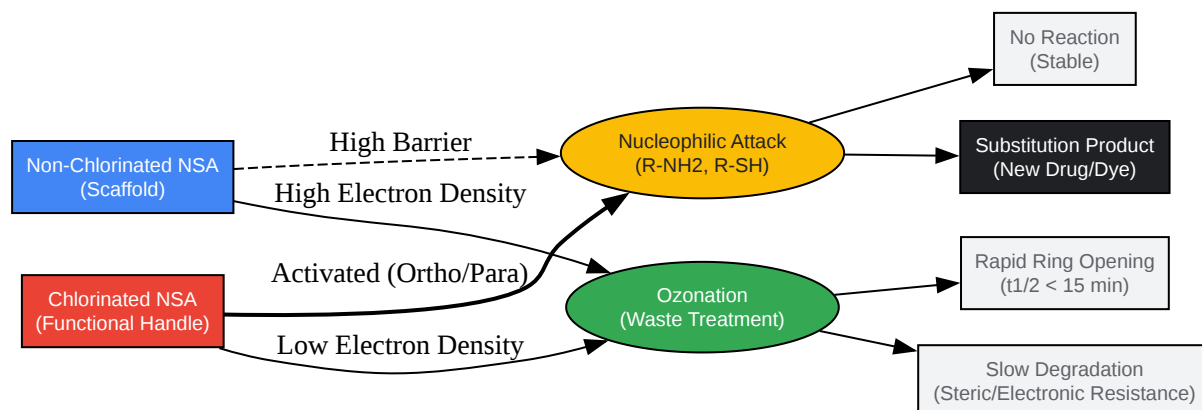 No Reaction
(Stable)
High Barrier
Nucleophilic Attack
(R-NH2, R-SH)
Substitution Product
(New Drug/Dye)
Non-Chlorinated NSA
(Scaffold)
High Electron Density
Activated (Ortho/Para)
Chlorinated NSA
(Functional Handle)
Low Electron Density
Ozonation
(Waste Treatment)
Rapid Ring Opening
(t1/2 < 15 min)
Slow Degradation
(Steric/Electronic Resistance)